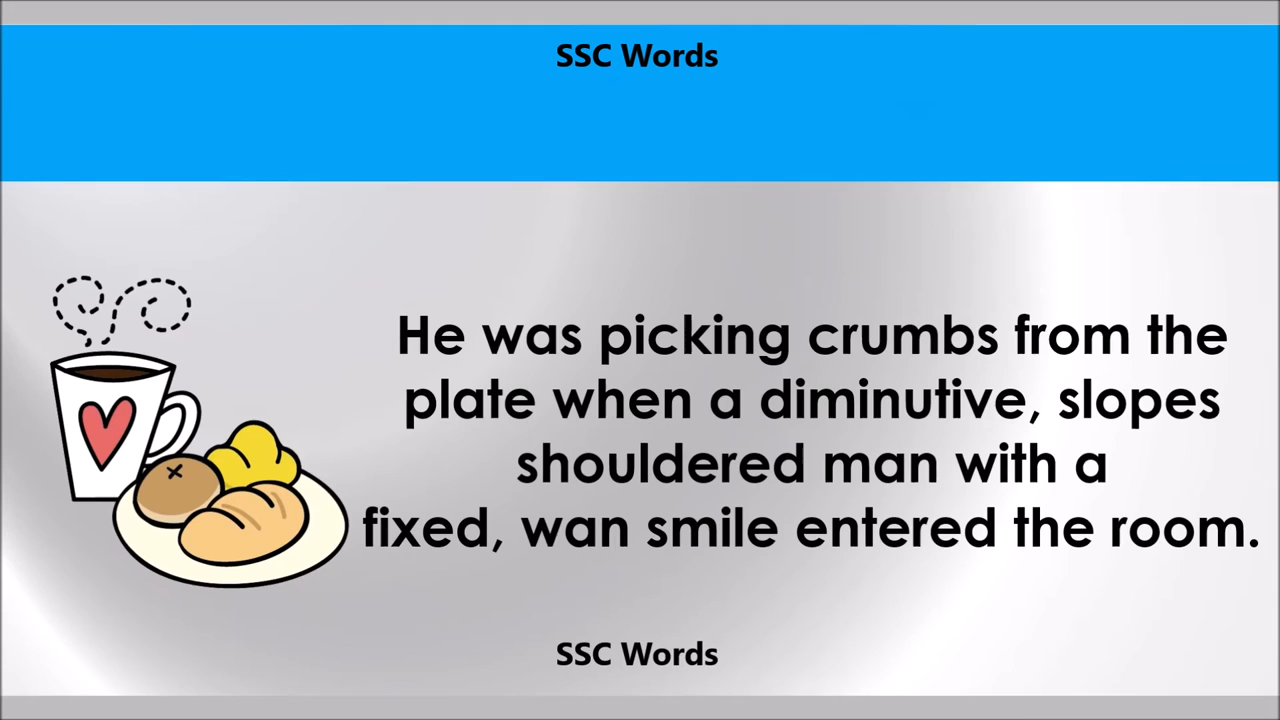 SSC Words
He was picking crumbs from the
plate when a diminutive, slopes
shouldered man with a
fixed, wan smile entered the room.
SSC Words